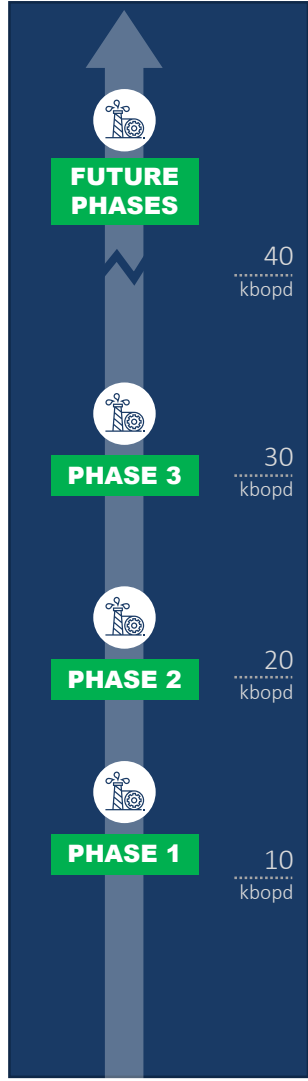 FUTURE
PHASES
40
kbopd
PHASE 3
30
kbopd
PHASE 2
20
kbopd
PHASE 1
10
kbopd